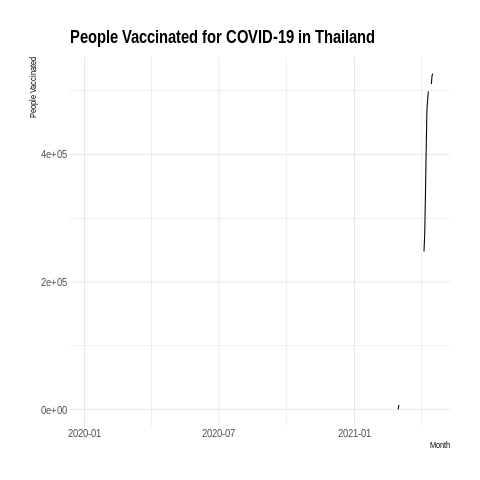 People Vaccinated for COVID-19 in Thailand
People Vaccinated
4e+05
2e+05
0e+00
2020-01
2020-07
2021-01
Month